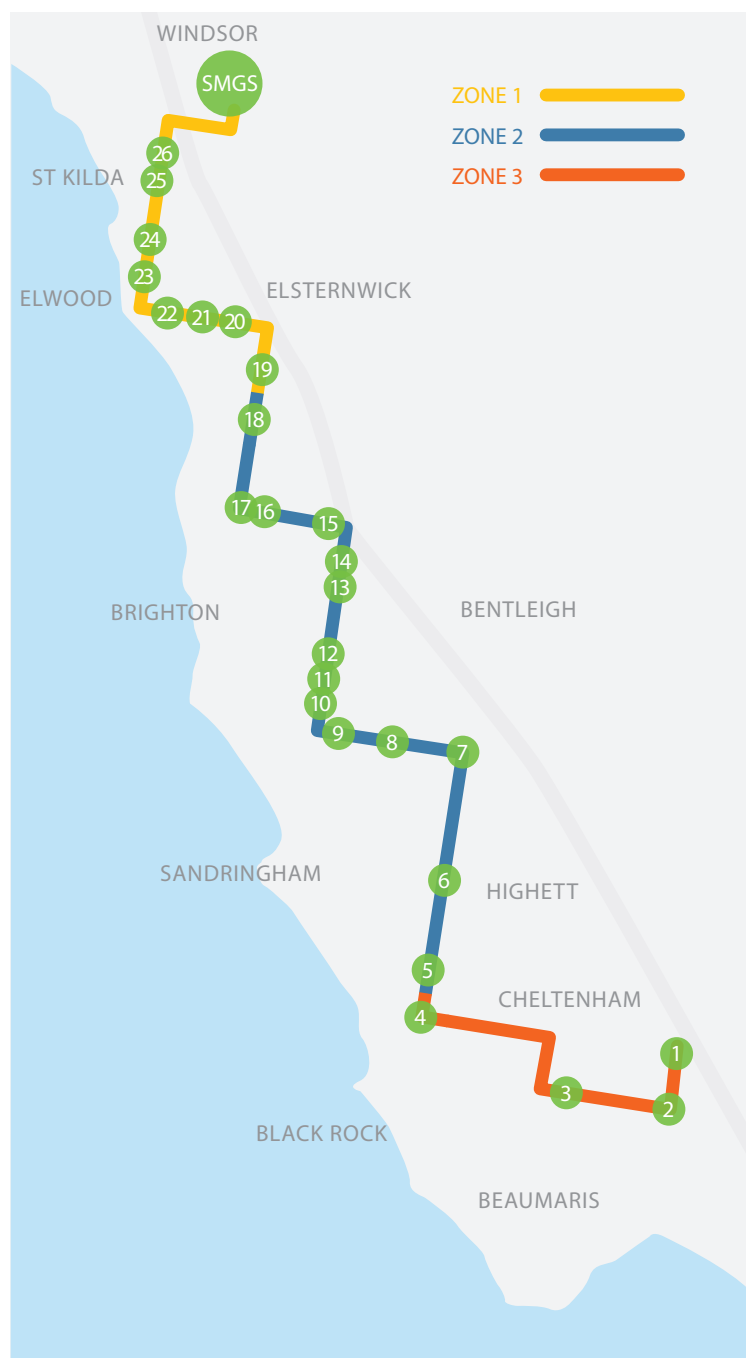 WINDSOR
SMGS
ZONE 1
ZONE 2
ZONE 3
26
ST KILDA
25
24
23
ELWOOD
ELSTERNWICK
22
21
20
19
18
17
16
15
14
13
BRIGHTON
BENTLEIGH
12
11
10
9
8
7
SANDRINGHAM
6
HIGHETT
5
CHELTENHAM
4
1
3
2
BLACK ROCK
BEAUMARIS